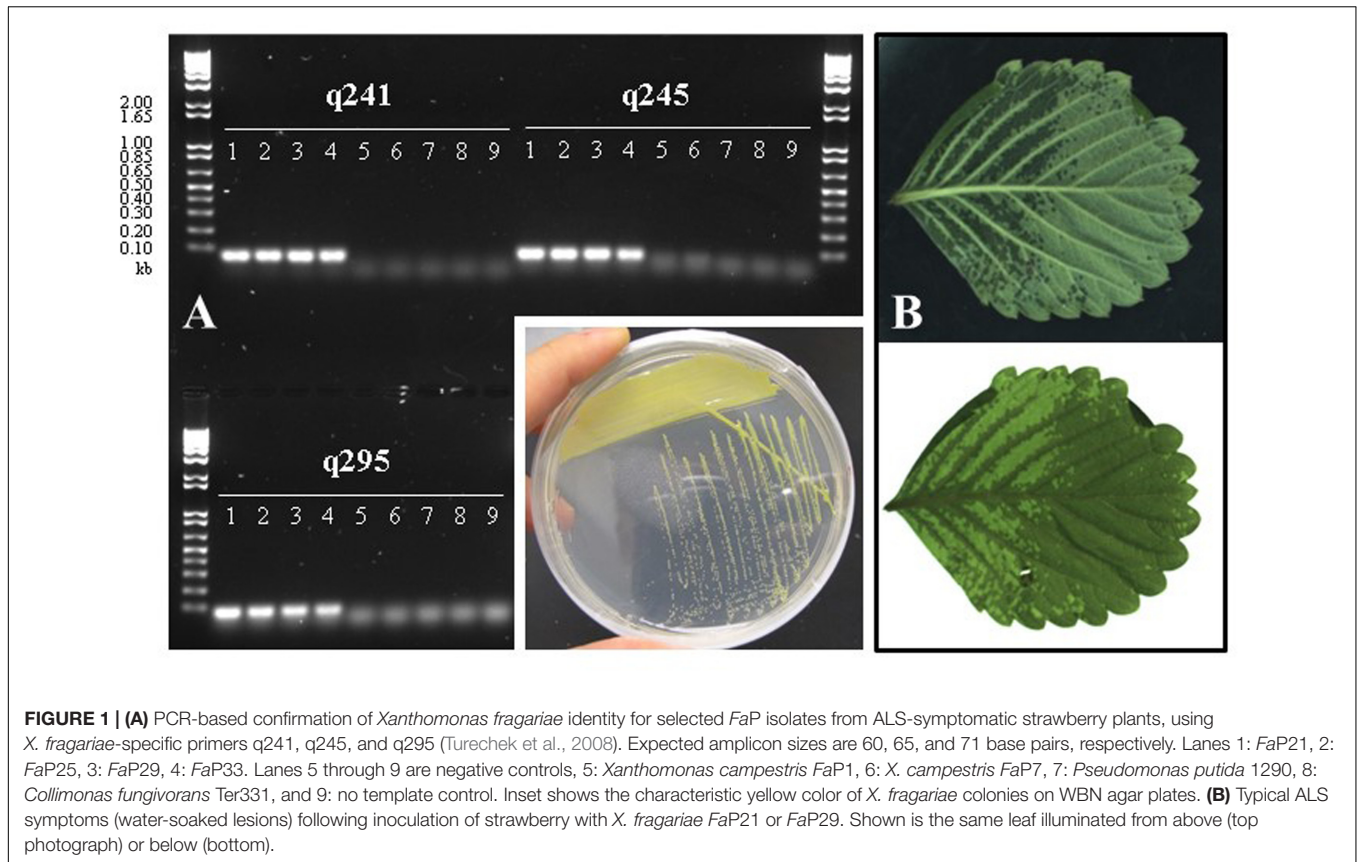 q241
q245
2.00
1.65
1.00
0.85
0.65
0.50
0.40
0.30
0.20
0.10
kb
1 2 3 4 5 6 7 8 9
1 2 3 4 5 6 7 8 9
A
B
q295
1 2 3 4 5 6 7 8 9
FIGURE 1 | (A) PCR-based confirmation of Xanthomonas fragariae identity for selected FaP isolates from ALS-symptomatic strawberry plants, using
X. fragariae-specific primers q241, q245, and q295 (Turechek et al., 2008). Expected amplicon sizes are 60, 65, and 71 base pairs, respectively. Lanes 1: FaP21, 2:
FaP25, 3: FaP29, 4: FaP33. Lanes 5 through 9 are negative controls, 5: Xanthomonas campestris FaP1, 6: X. campestris FaP7, 7: Pseudomonas putida 1290, 8:
Collimonas fungivorans Ter331, and 9: no template control. Inset shows the characteristic yellow color of X. fragariae colonies on WBN agar plates. (B) Typical ALS
symptoms (water-soaked lesions) following inoculation of strawberry with X. fragariae FaP21 or FaP29. Shown is the same leaf illuminated from above (top
photograph) or below (bottom).